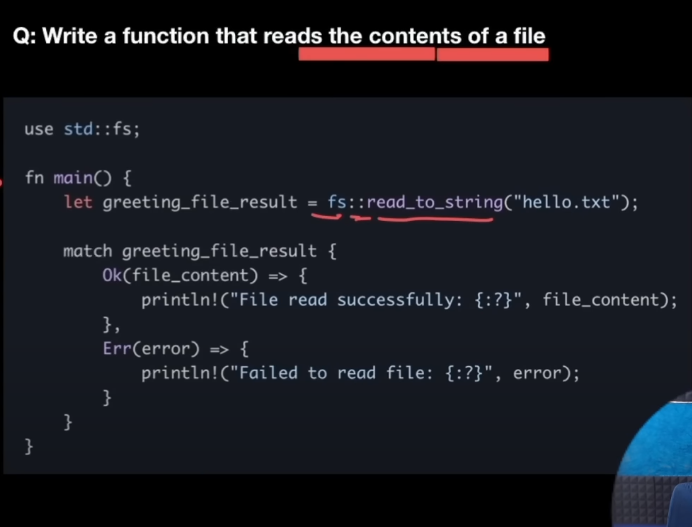 Q: Write a function that reads the contents of a file
use std::fs;
fn main() {
    let greeting_file_result = fs::read_to_string("hello.txt");
    match greeting_file_result {
        Ok(file_content) => {
            println!("File read successfully: {:?}", file_content);
        },
        Err(error) => {
            println!("Failed to read file: {:?}", error);
        }
    }
}